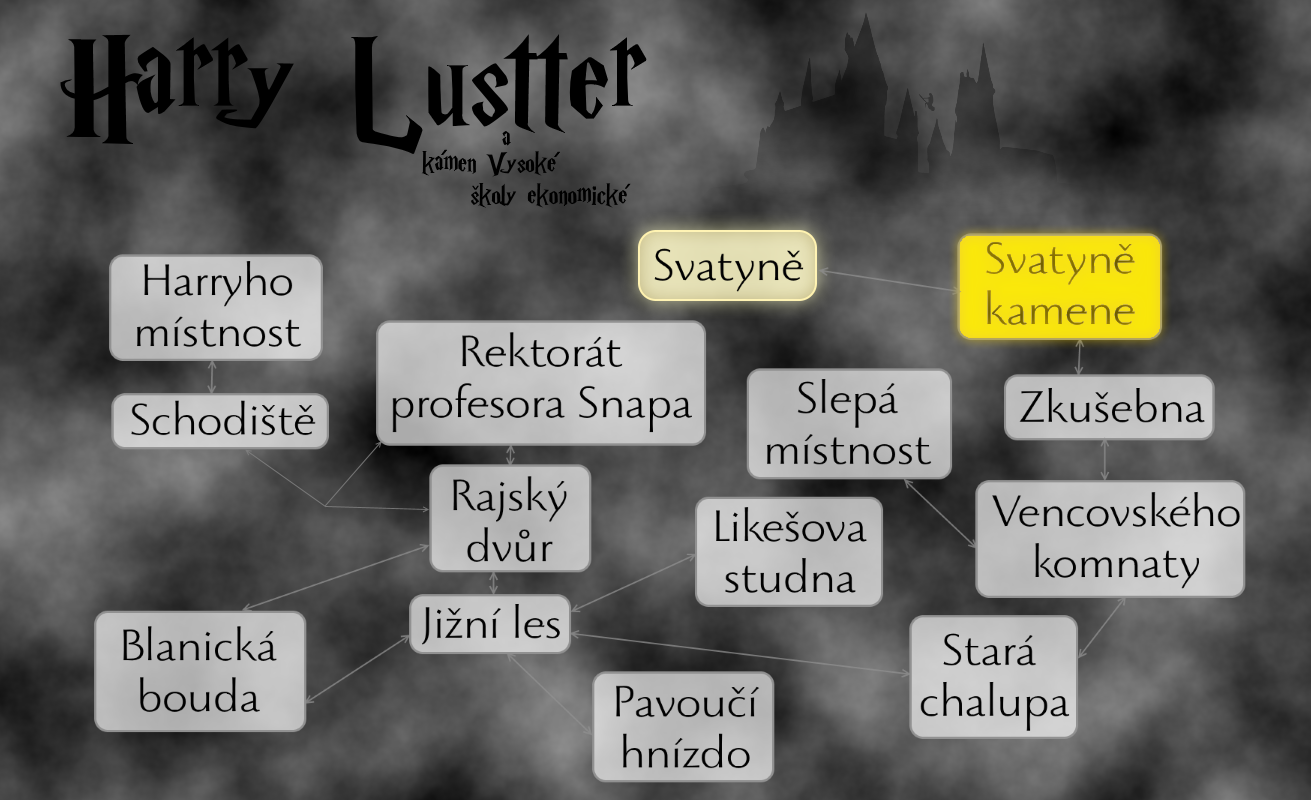 Harry Lustter
a
kámen Vysoké
školy ekonomické
Svatyně
Svatyně
kamene
Harryho
místnost
Schodiště
Rektorát
profesora Snapa
Slepá
místnost
Zkušebna
Rajský
dvůr
Likešova
studna
Vencovského
komnaty
Jižní les
Blanická
bouda
Stará
chalupa
Pavoučí
hnízdo